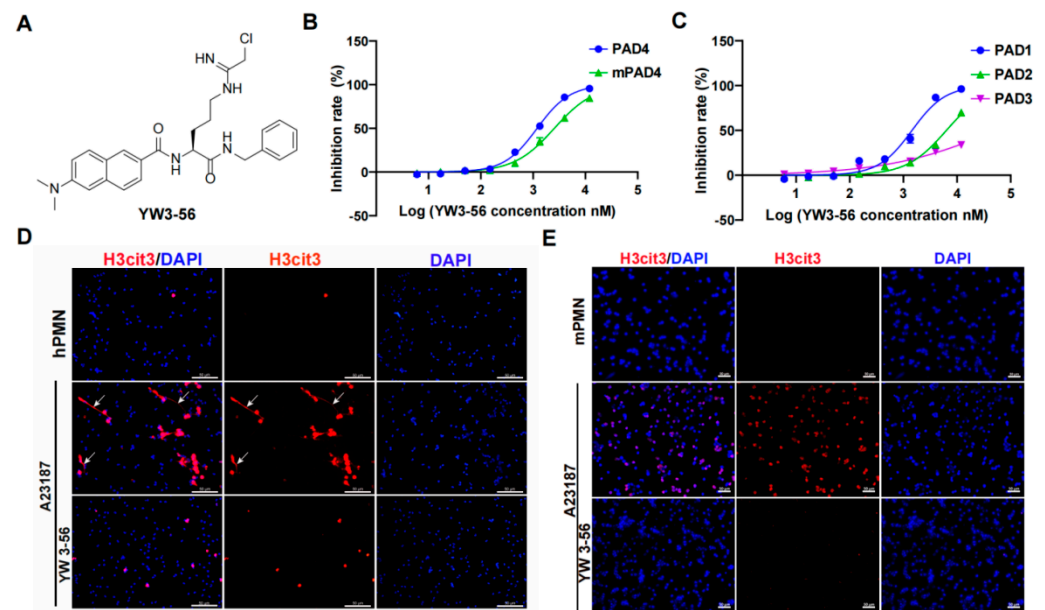 A
Cl
HN
NH
O
N
H
H
N
O
N
YW3-56
B
Inhibition rate (%)
150
100
50
0
-50
1
2
3
4
5
PAD4
mPAD4
Log (YW3-56 concentration nM)
C
Inhibition rate (%)
150
100
50
0
-50
1
2
3
4
5
PAD1
PAD2
PAD3
Log (YW3-56 concentration nM)
D
H3cit3/DAPI
H3cit3
DAPI
hPMN
A23187
YW 3-56
E
H3cit3/DAPI
H3cit3
DAPI
mPMN
A23187
YW 3-56